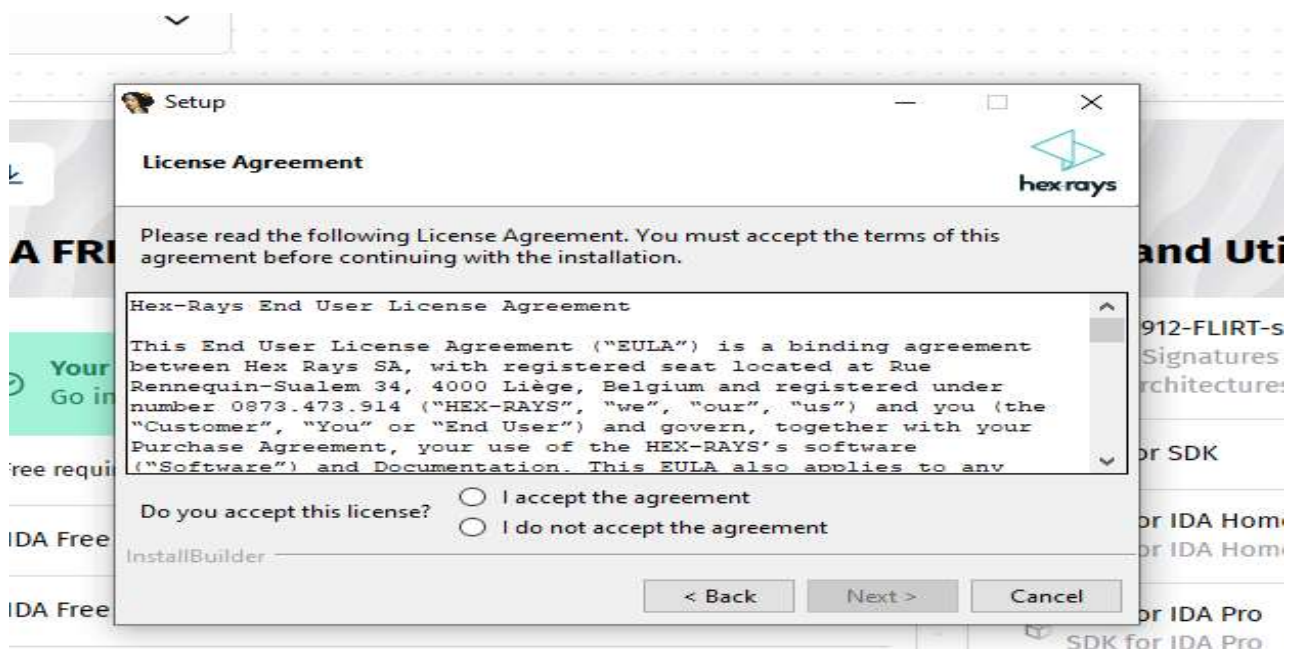 Setup
License Agreement
hex-rays
Please read the following License Agreement. You must accept the terms of this
agreement before continuing with the installation.
Hex-Rays End User License Agreement
This End User License Agreement (“EULA”) is a binding agreement
between Hex Rays SA, with registered seat located at Rue
Rennequin-Sualem 34, 4000 Liège, Belgium and registered under
number 0873.473.914 (“HEX-RAYS”, “we”, “our”, “us”) and you (the
“Customer”, “You” or “End User”) and govern, together with your
Purchase Agreement, your use of the HEX-RAYS’s software
(“Software”) and Documentation. This EULA also applies to any
Do you accept this license?
I accept the agreement
I do not accept the agreement
InstallBuilder
< Back
Next >
Cancel
A FRE
Your
Go in
ree requi
IDA Free
IDA Free
and Uti
912-FLIRT-s
Signatures
rchitectures
or SDK
or IDA Home
or IDA Home
or IDA Pro
SDK for IDA Pro